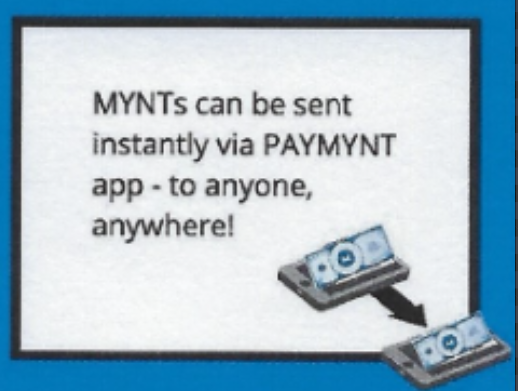 MYNTs can be sent
instantly via PAYMYNT
app - to anyone,
anywhere!